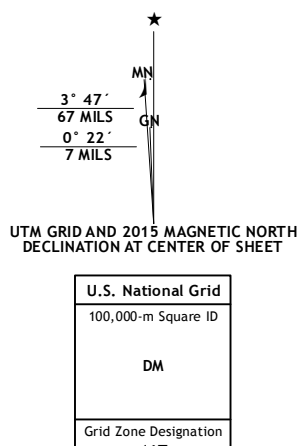 ★
MN
3° 47´
67 MILS
GN
0° 22´
7 MILS
UTM GRID AND 2015 MAGNETIC NORTH
DECLINATION AT CENTER OF SHEET
U.S. National Grid
100,000-m Square ID
DM
Grid Zone Designation